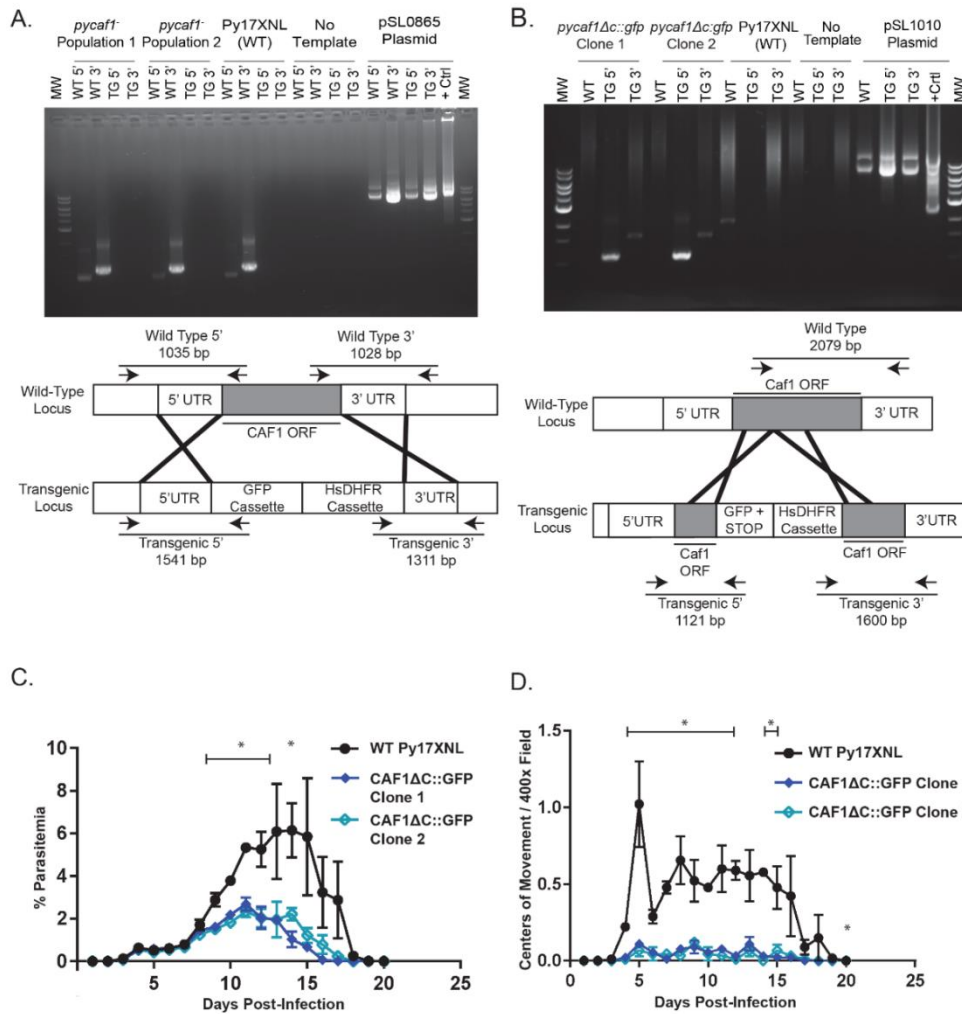 A.
pycaf1- pycaf1- Py17XNL No pSL0865
Population 1 Population 2 (WT) Template Plasmid
MW WT 5' WT 3' TG 5' TG 3' WT 5' WT 3' TG 5' TG 3' WT 5' WT 3' TG 5' TG 3' WT 5' WT 3' TG 5' TG 3' WT 5' WT 3' TG 5' TG 3' + Ctrl MW
Wild Type 5' Wild Type 3'
1035 bp 1028 bp
Wild-Type
Locus
5' UTR 3' UTR
CAF1 ORF
Transgenic
Locus
5'UTR GFP Cassette HsDHFR Cassette 3'UTR
Transgenic 5' Transgenic 3'
1541 bp 1311 bp
B.
pycaf1Δc::gfp pycaf1Δc:gfp Py17XNL No pSL1010
Clone 1 Clone 2 (WT) Template Plasmid
MW WT TG 5' TG 3' WT TG 5' TG 3' WT TG 5' TG 3' WT TG 5' TG 3' WT TG 5' TG 3' +Crtl MW
Wild Type
2079 bp
Caf1 ORF
Wild-Type
Locus
5' UTR 3' UTR
Transgenic
Locus
5'UTR GFP + STOP HsDHFR Cassette 3'UTR
Caf1 ORF Caf1 ORF
Transgenic 5' Transgenic 3'
1121 bp 1600 bp
C.
% Parasitemia
10
8
6
4
2
0
* *
WT Py17XNL
CAF1ΔC::GFP
Clone 1
CAF1ΔC::GFP
Clone 2
5 10 15 20 25
Days Post-Infection
D.
Centers of Movement / 400x Field
1.5
1.0
0.5
0.0
* *
WT Py17XNL
CAF1ΔC::GFP Clone
CAF1ΔC::GFP Clone
*
0 5 10 15 20 25
Days Post-Infection